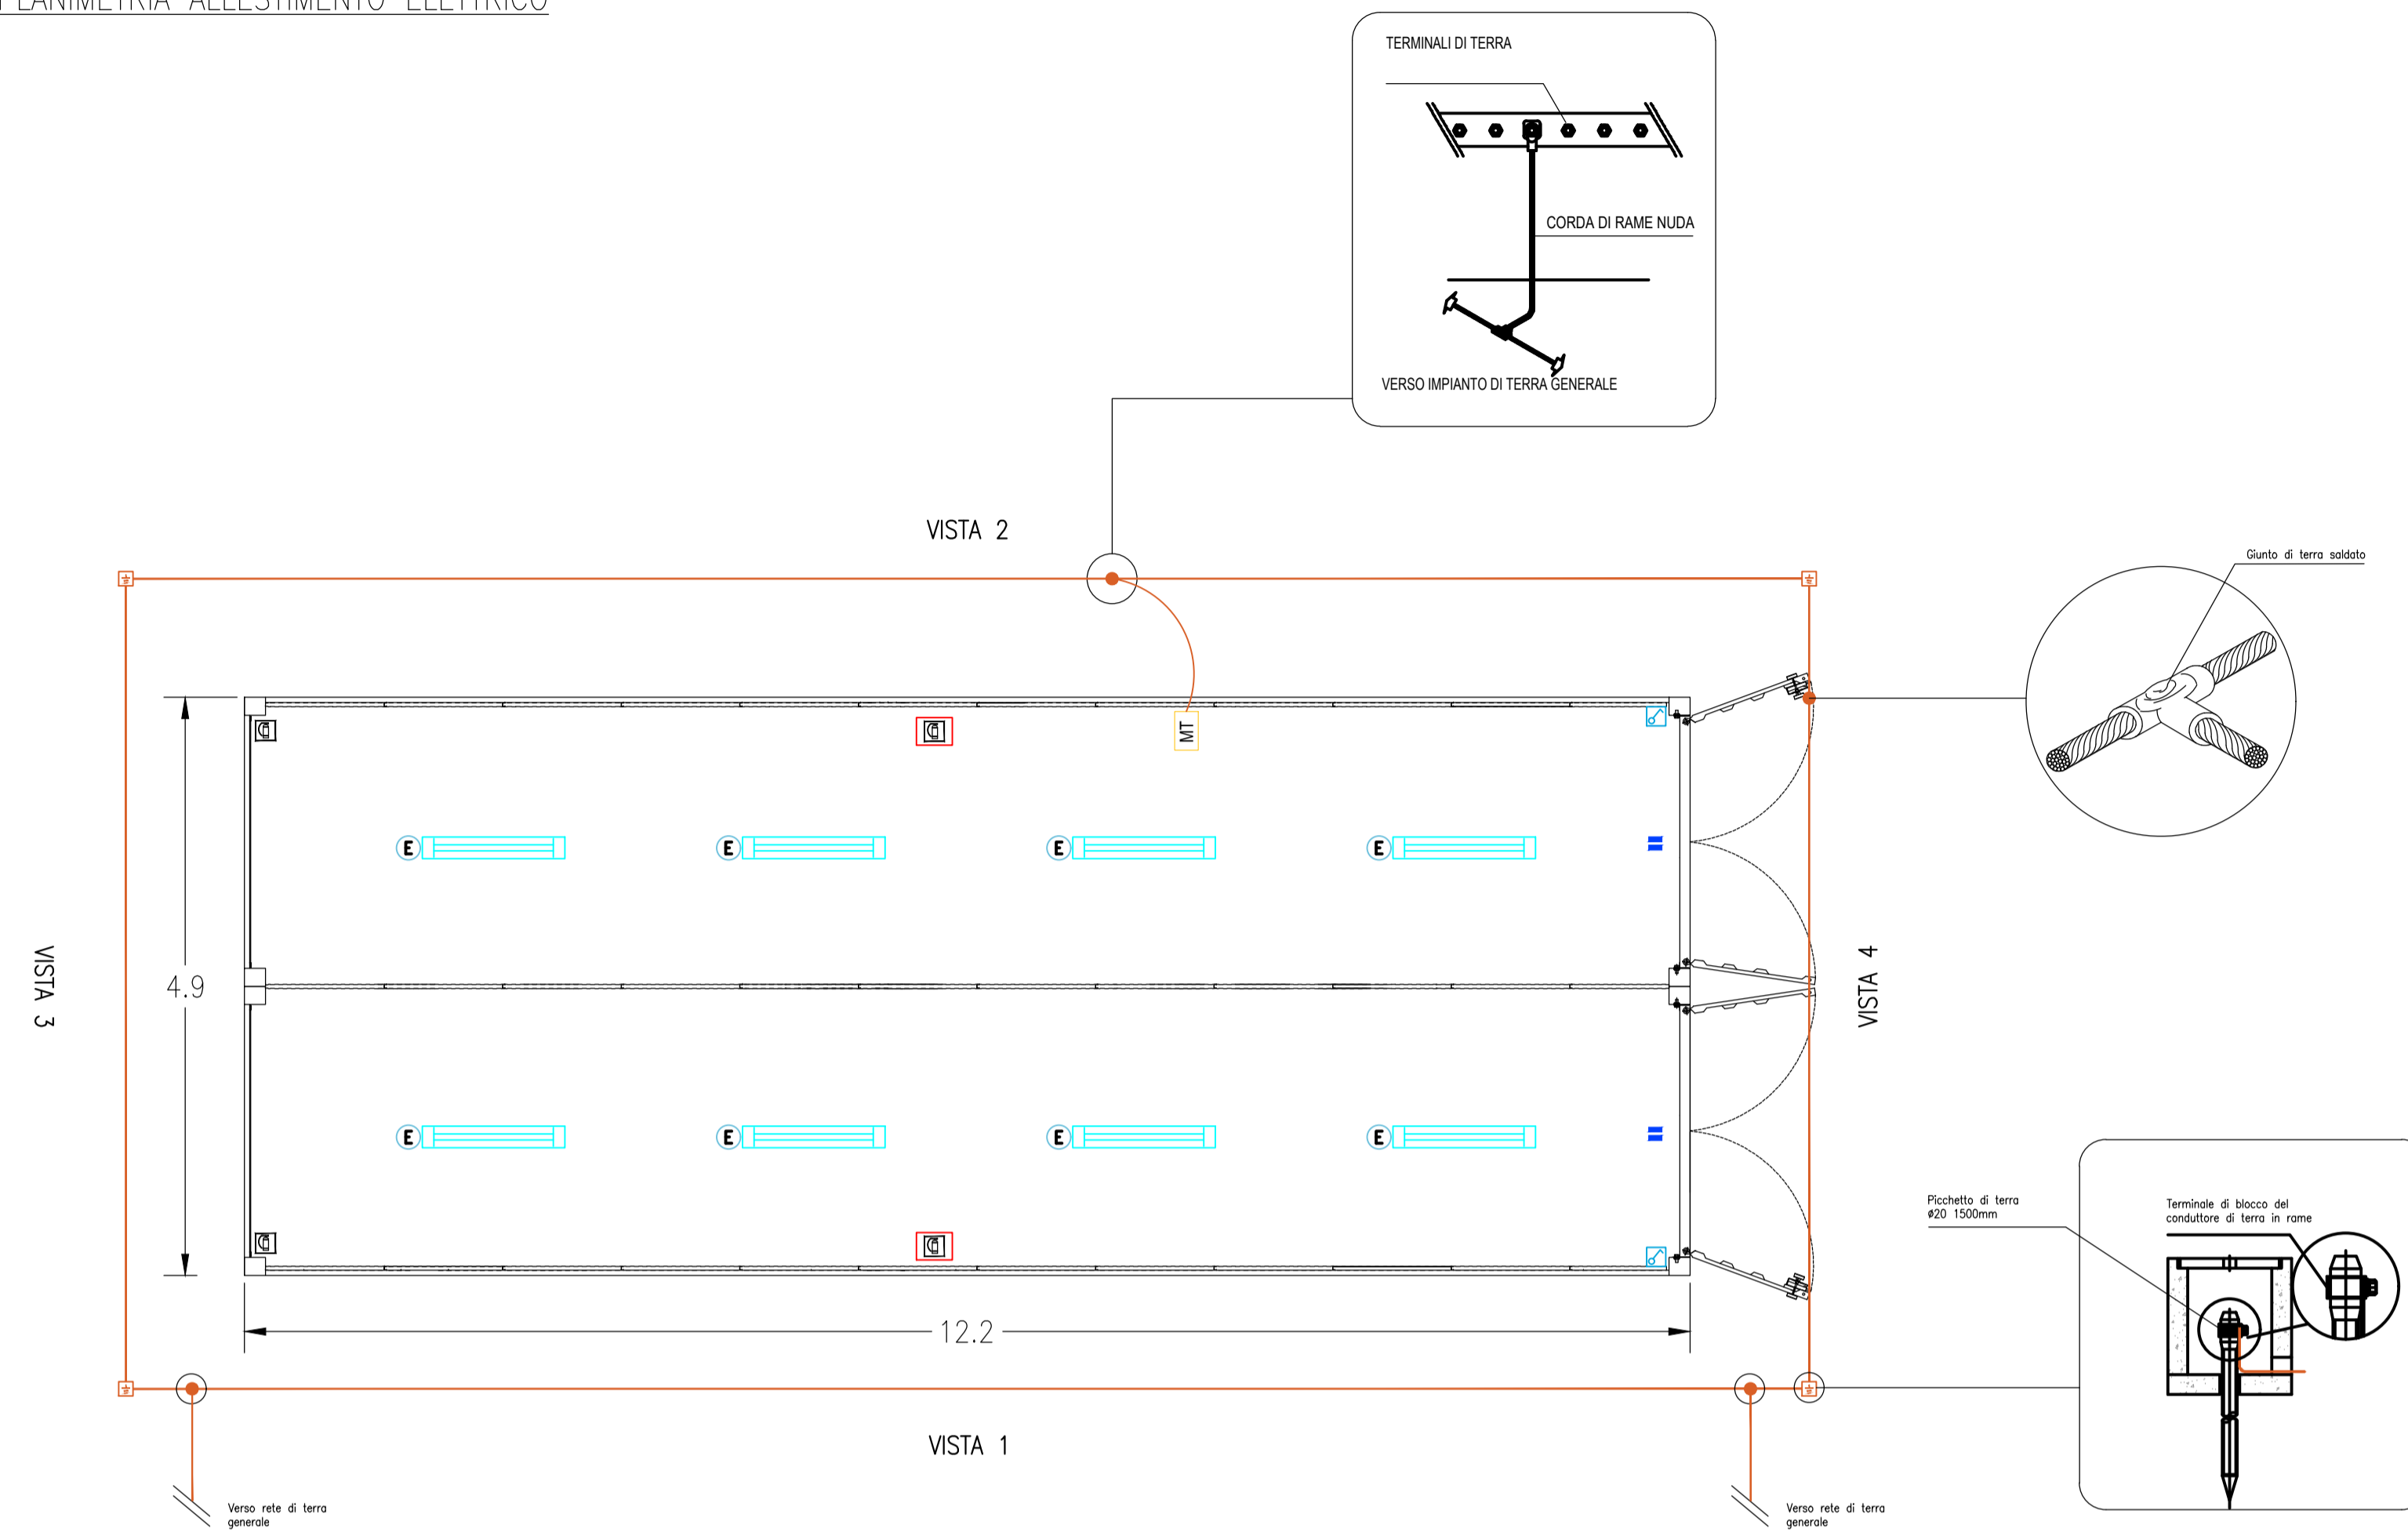 PLANIMETRIA ALLESTIMENTO ELETTRICO
TERMINALI DI TERRA
CORDA DI RAME NUDA
VERSO IMPIANTO DI TERRA GENERALE
VISTA 2
Giunto di terra saldato
MT
E
E
E
E
VISTA 3
4.9
VISTA 4
E
E
E
E
Picchetto di terra
ø20 1500mm
Terminale di blocco del
conduttore di terra in rame
12.2
VISTA 1
Verso rete di terra
generale
Verso rete di terra
generale